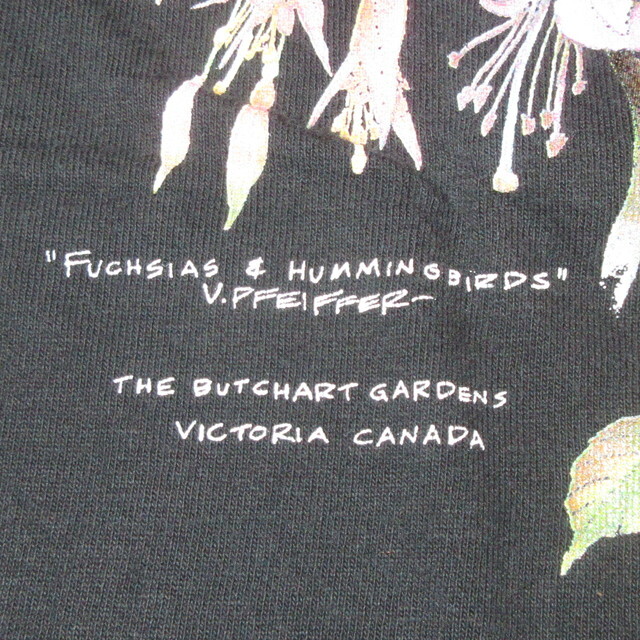 "FUCHSIAS & HUMMINGBIRDS"
V. PFEIFFER
THE BUTCHART GARDENS
VICTORIA CANADA